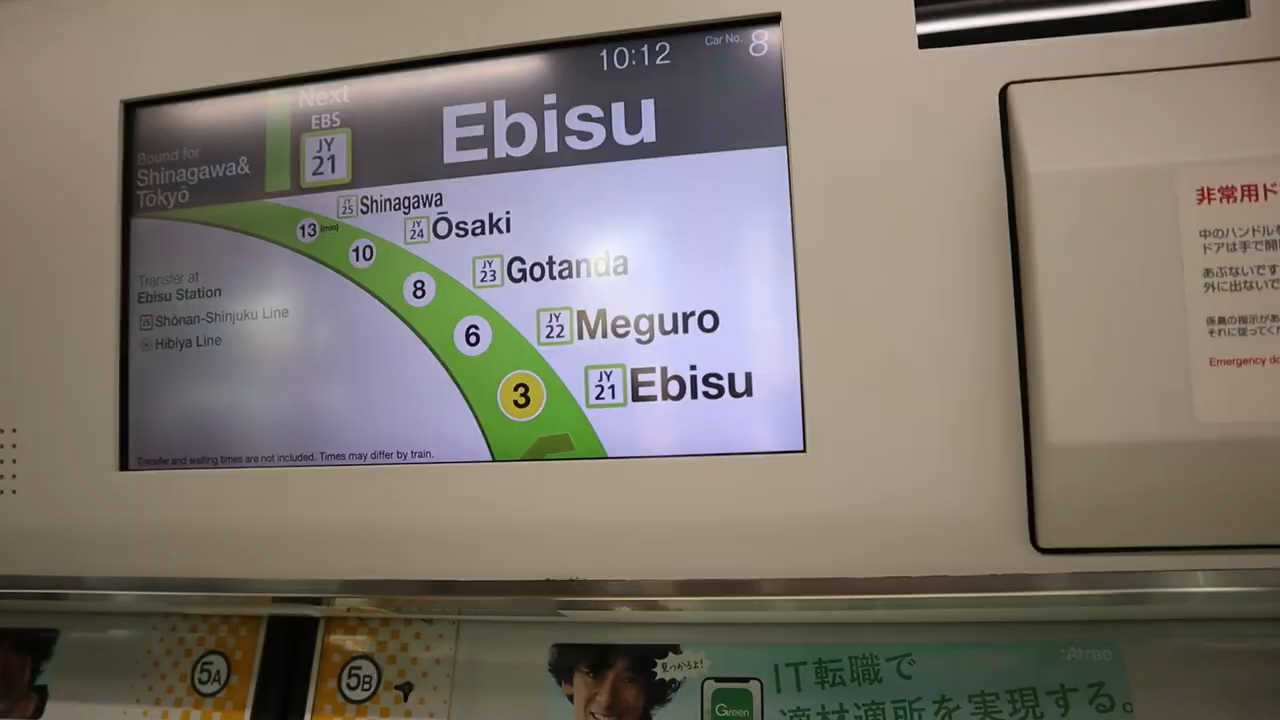 10:12
Car No. 8
Next
EBS
JY
21
Ebisu
Bound for
Shinagawa&
Tōkyō
13 (min)
JY
25
Shinagawa
10
JY
24
Ōsaki
8
JY
23
Gotanda
6
JY
22
Meguro
3
JY
21
Ebisu
Transfer at
Ebisu Station
JS Shōnan-Shinjuku Line
Hibiya Line
Transfer and waiting times are not included. Times may differ by train.
非常用ド
中のハンドルを
ドアは手で開
あぶないです
外に出ないで
係員の指示があ
それに従ってくだ
Emergency do
5A
5B
見つかるよ!
Green
IT転職で
適材適所を実現する。
Atrae